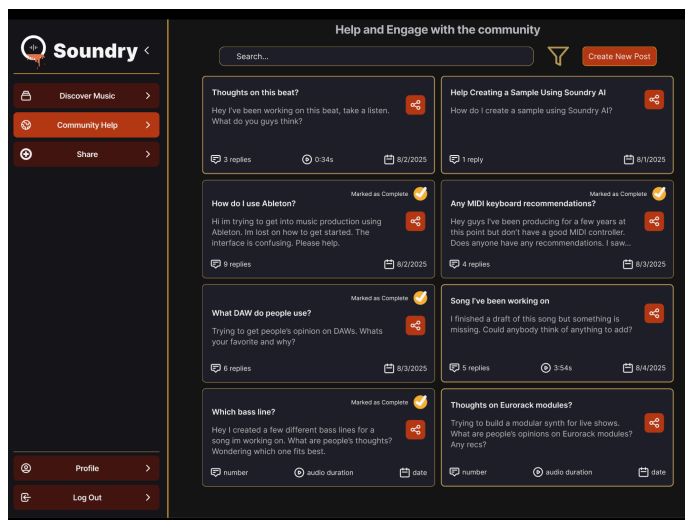 Soundry
Discover Music
Community Help
Share
Profile
Log Out
Help and Engage with the community
Search...
Create New Post
Thoughts on this beat?
Hey I've been working on this beat, take a listen.
What do you guys think?
3 replies
0:34s
8/2/2025
Help Creating a Sample Using Soundry AI
How do I create a sample using Soundry AI?
1 reply
8/1/2025
Marked as Complete
How do I use Ableton?
Hi im trying to get into music production using
Ableton. Im lost on how to get started. The
interface is confusing. Please help.
9 replies
8/2/2025
Marked as Complete
Any MIDI keyboard recommendations?
Hey guys I've been producing for a few years at
this point but don't have a good MIDI controller.
Does anyone have any recommendations. I saw...
4 replies
8/3/2025
Marked as Complete
What DAW do people use?
Trying to get people's opinion on DAWs. Whats
your favorite and why?
6 replies
8/3/2025
Song I've been working on
I finished a draft of this song but something is
missing. Could anybody think of anything to add?
5 replies
3:54s
8/4/2025
Marked as Complete
Which bass line?
Hey I created a few different bass lines for a
song im working on. What are people's thoughts?
Wondering which one fits best.
number
audio duration
date
Thoughts on Eurorack modules?
Trying to build a modular synth for live shows.
What are people's opinions on Eurorack modules?
Any recs?
number
audio duration
date